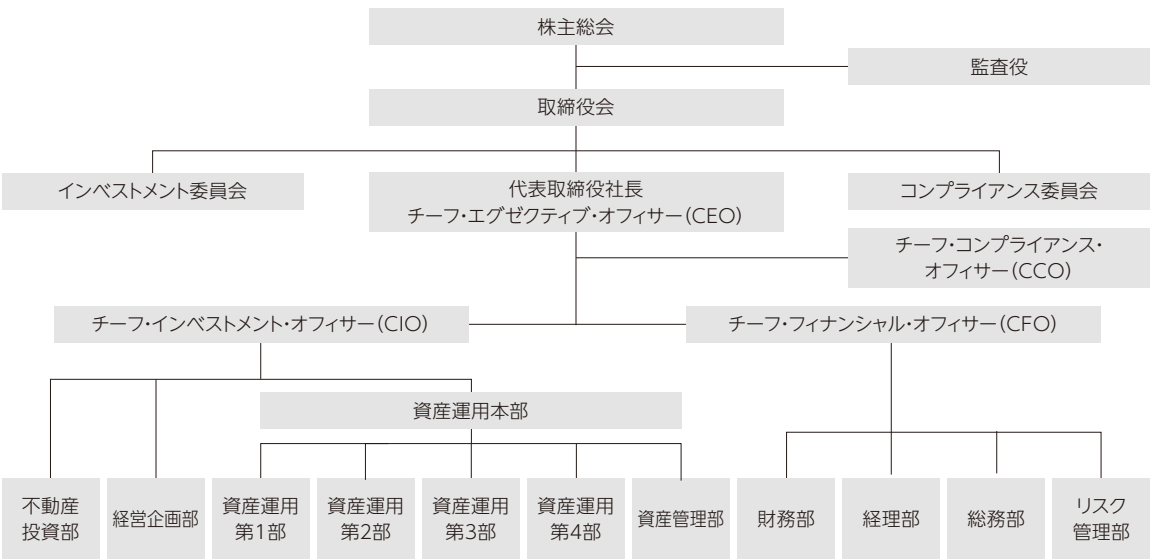 株主総会
監査役
取締役会
インベストメント委員会
代表取締役社長
チーフ・エグゼクティブ・オフィサー(CEO)
コンプライアンス委員会
チーフ・コンプライアンス・
オフィサー(CCO)
チーフ・インベストメント・オフィサー(CIO)
チーフ・フィナンシャル・オフィサー(CFO)
資産運用本部
不動産
投資部
経営企画部
資産運用
第1部
資産運用
第2部
資産運用
第3部
資産運用
第4部
資産管理部
財務部
経理部
総務部
リスク
管理部